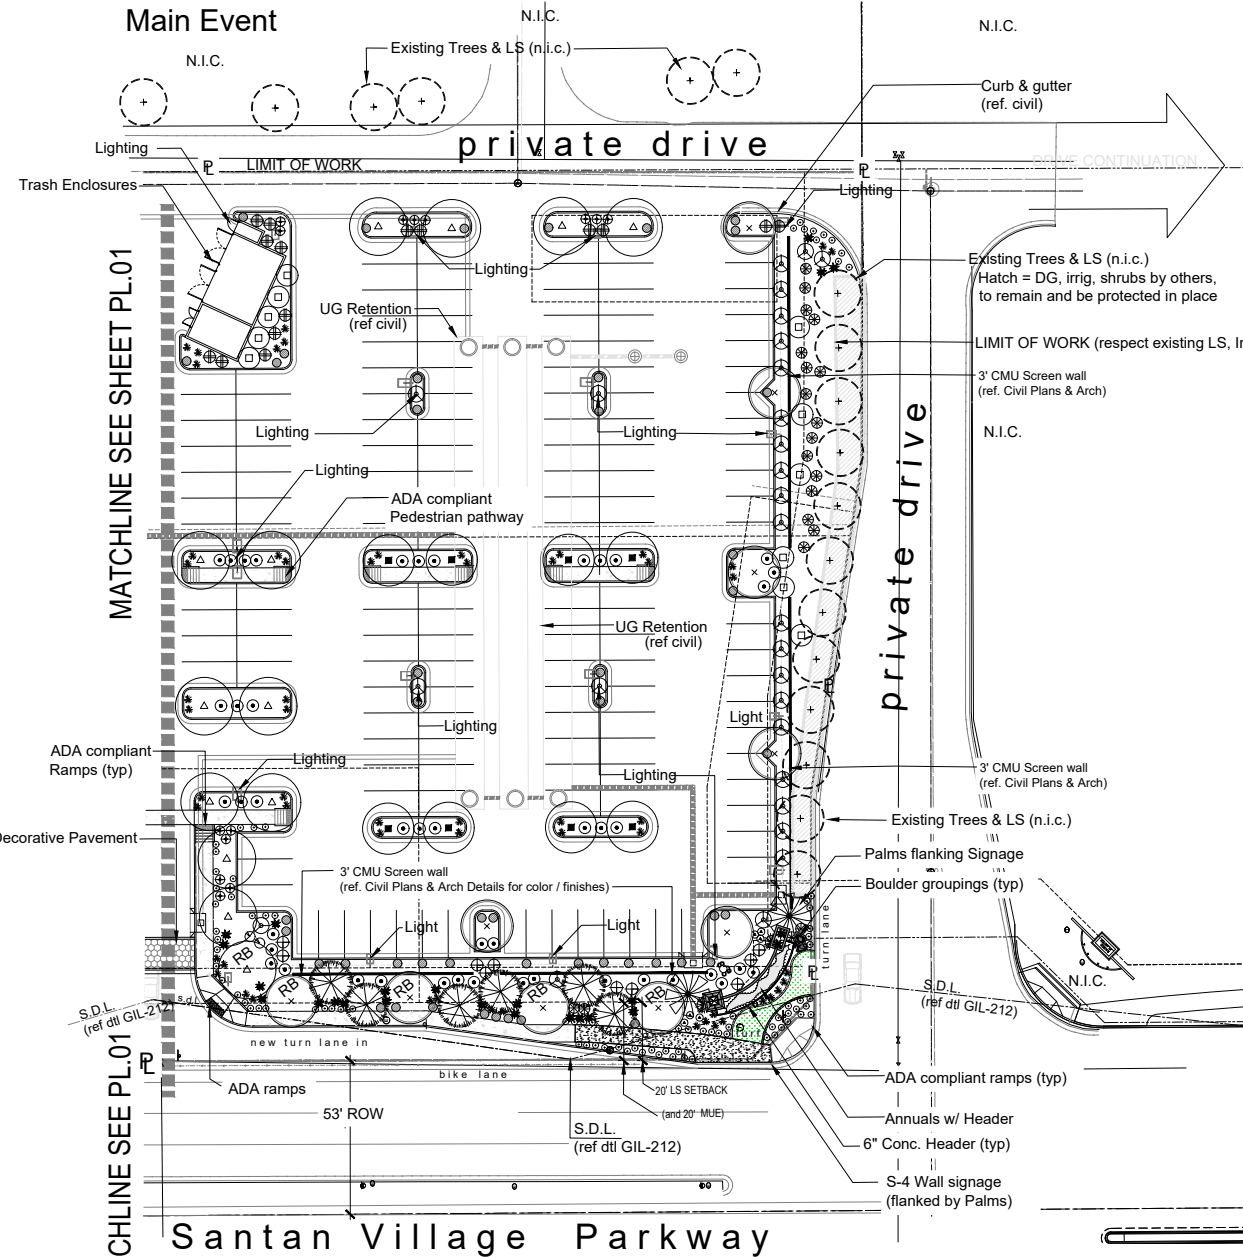 Main Event
N.I.C.
N.I.C.
N.I.C.
Existing Trees & LS (n.i.c.)
Curb & gutter
(ref. civil)
private drive
Lighting
LIMIT OF WORK
DRIVE CONTINUATION
Trash Enclosures
Lighting
MATCHLINE SEE SHEET PL.01
Lighting
Existing Trees & LS (n.i.c.)
Hatch = DG, irrig, shrubs by others,
to remain and be protected in place
UG Retention
(ref civil)
LIMIT OF WORK (respect existing LS, Ir
3' CMU Screen wall
(ref. Civil Plans & Arch)
Lighting
Lighting
N.I.C.
private drive
Lighting
ADA compliant
Pedestrian pathway
UG Retention
(ref civil)
Light
Lighting
ADA compliant
Ramps (typ)
Lighting
Lighting
3' CMU Screen wall
(ref. Civil Plans & Arch)
Existing Trees & LS (n.i.c.)
Decorative Pavement
3' CMU Screen wall
(ref. Civil Plans & Arch Details for color / finishes)
Palms flanking Signage
Boulder groupings (typ)
Light
Light
turn lane
RB
RB
RB
RB
RB
N.I.C.
S.D.L.
(ref dtl GIL-212)
s.d.l.
S.D.L.
(ref dtl GIL-212)
turf
new turn lane in
bike lane
CHLINE SEE PL.01
ADA ramps
53' ROW
20' LS SETBACK
(and 20' MUE)
S.D.L.
(ref dtl GIL-212)
ADA compliant ramps (typ)
Annuals w/ Header
6" Conc. Header (typ)
S-4 Wall signage
(flanked by Palms)
Santan Village Parkway